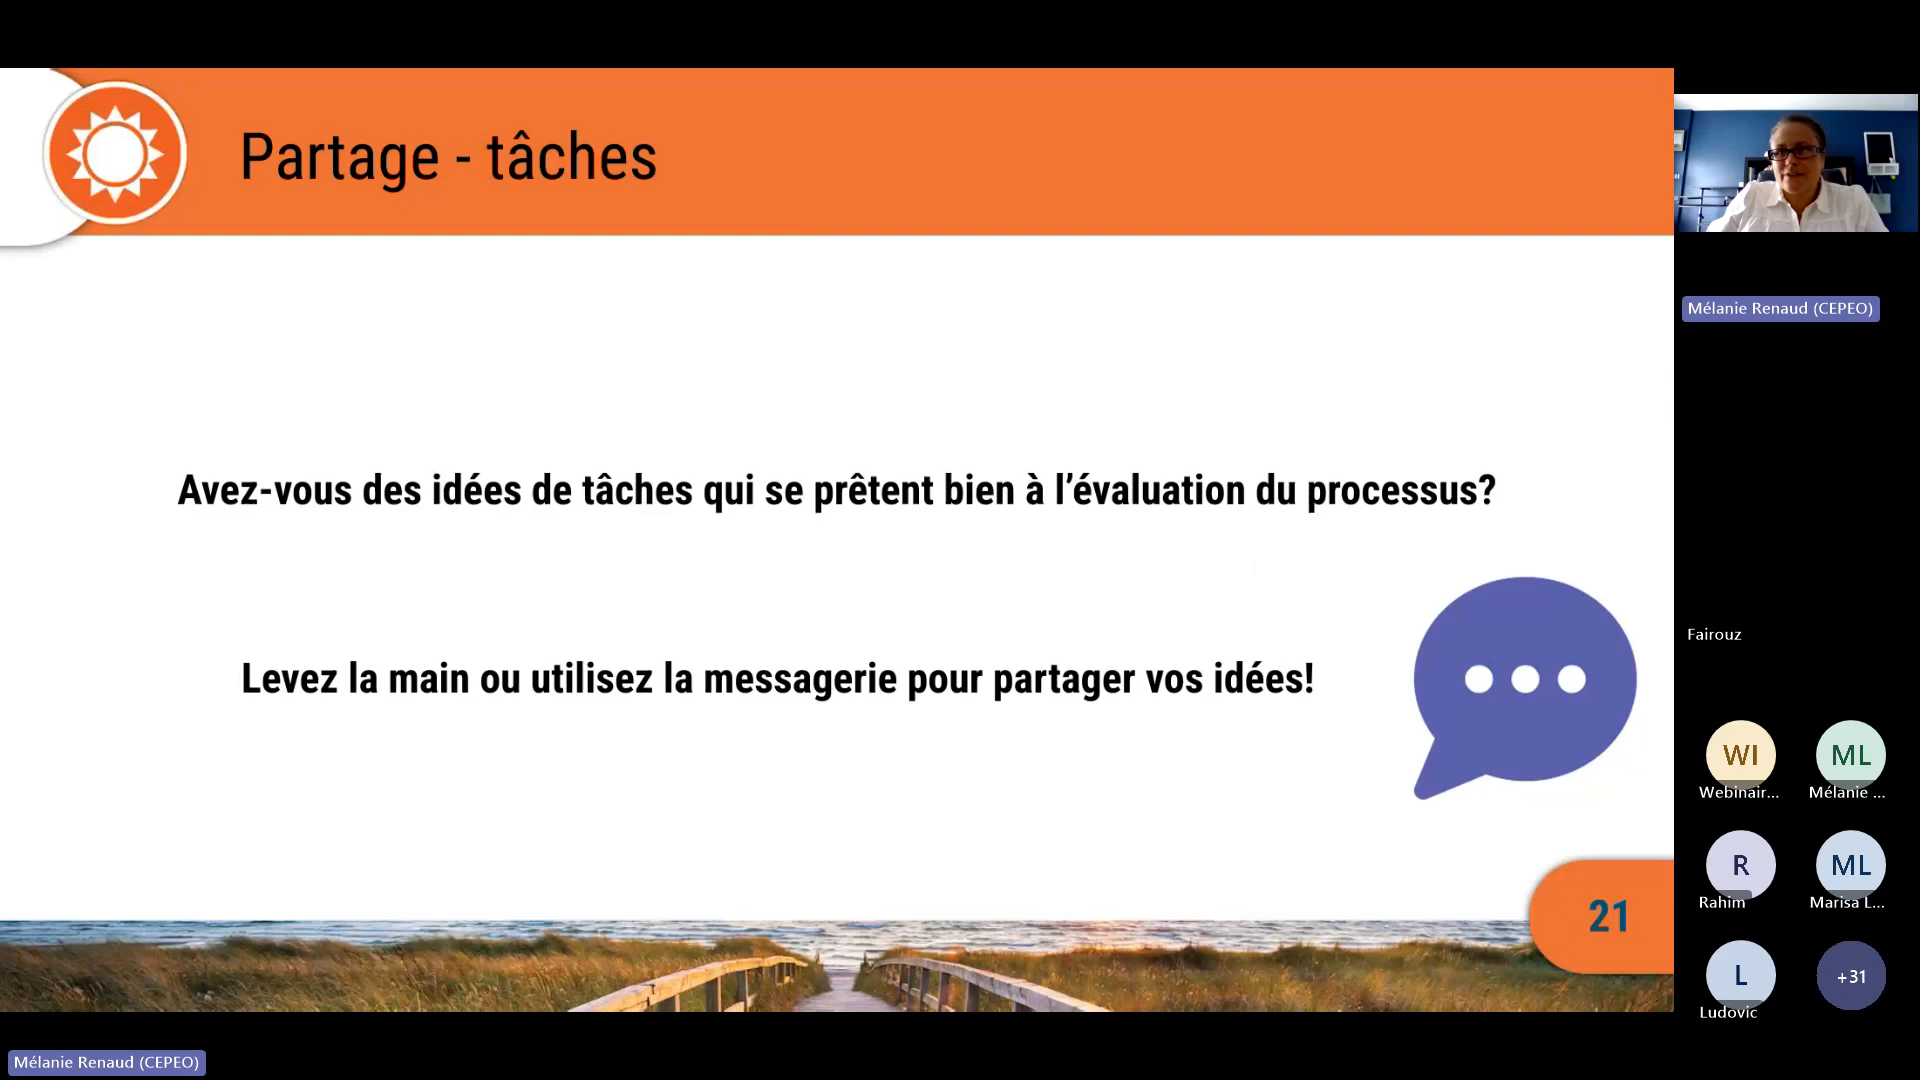 Partage - tâches
Avez-vous des idées de tâches qui se prêtent bien à l’évaluation du processus?
Levez la main ou utilisez la messagerie pour partager vos idées!
21
Mélanie Renaud (CEPEO)
Fairouz
WI
Webinair...
ML
Mélanie ...
R
Rahim
ML
Marisa L...
L
Ludovic
+31
Mélanie Renaud (CEPEO)